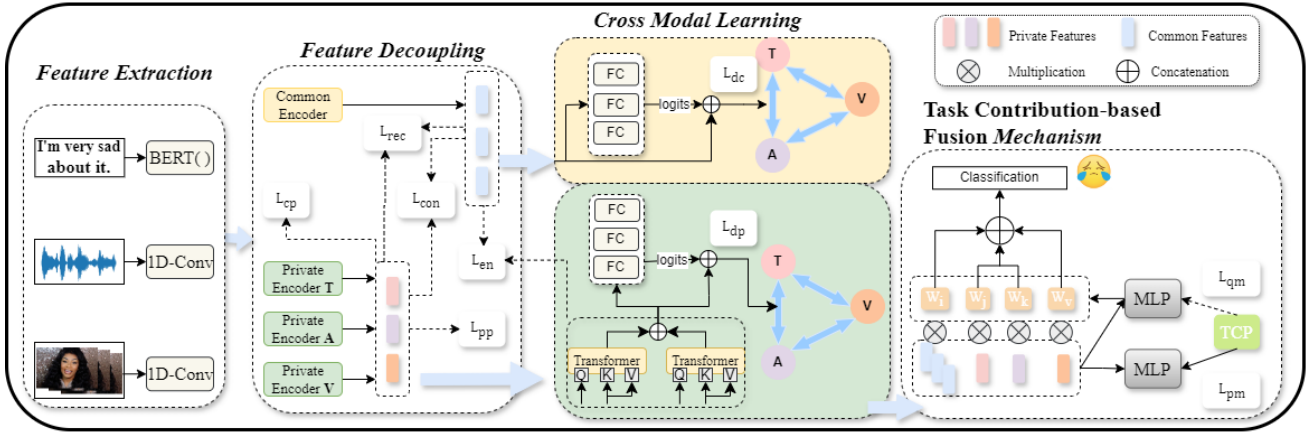 Feature Extraction
I'm very sad
about it.
BERT( )
1D-Conv
1D-Conv
Feature Decoupling
Common
Encoder
L_rec
L_cp
L_con
L_en
L_pp
Private
Encoder T
Private
Encoder A
Private
Encoder V
Cross Modal Learning
FC
FC
FC
logits
L_dc
T
V
A
FC
FC
FC
logits
L_dp
T
V
A
Transformer
Q K V
Transformer
Q K V
Private Features
Common Features
Multiplication
Concatenation
Task Contribution-based
Fusion Mechanism
Classification
W_i W_j W_k W_v
MLP
MLP
L_qm
TCP
L_pm